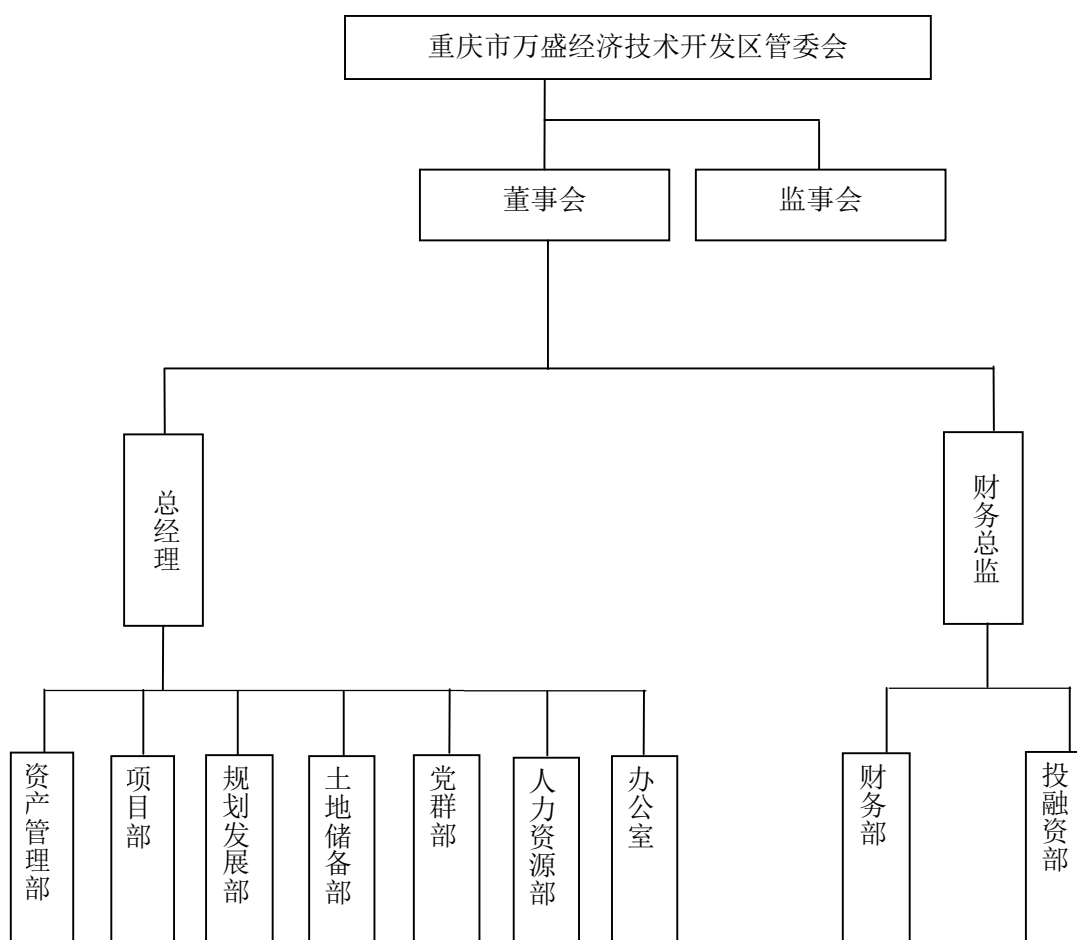 重庆市万盛经济技术开发区管委会
董事会
监事会
总经理
财务总监
资产管理部
项目部
规划发展部
土地储备部
党群部
人力资源部
办公室
财务部
投融资部